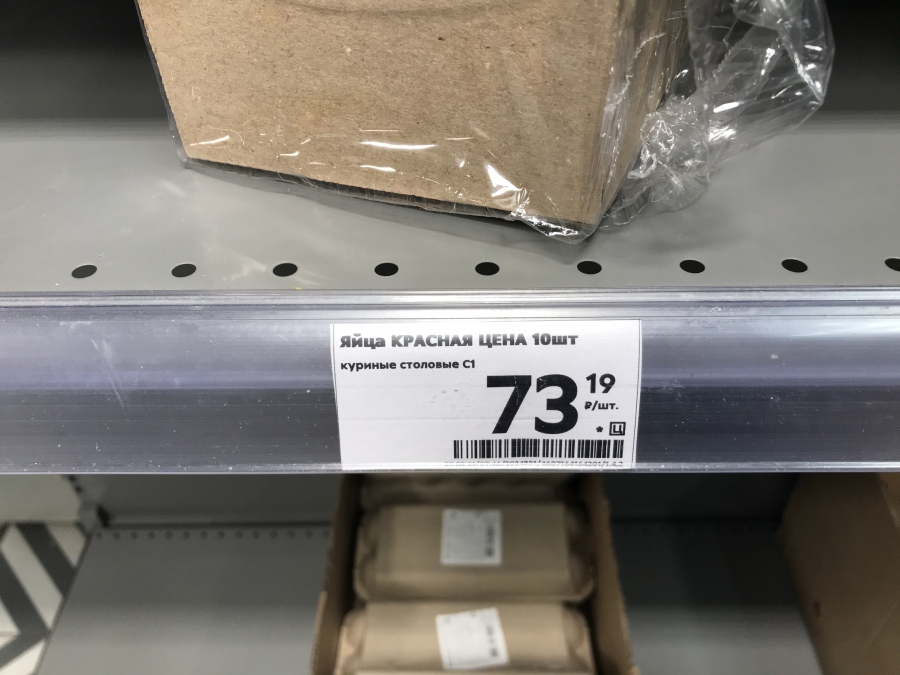 Яйца КРАСНАЯ ЦЕНА 10шт
куриные столовые С1
73 19
₽/шт.
* Ц